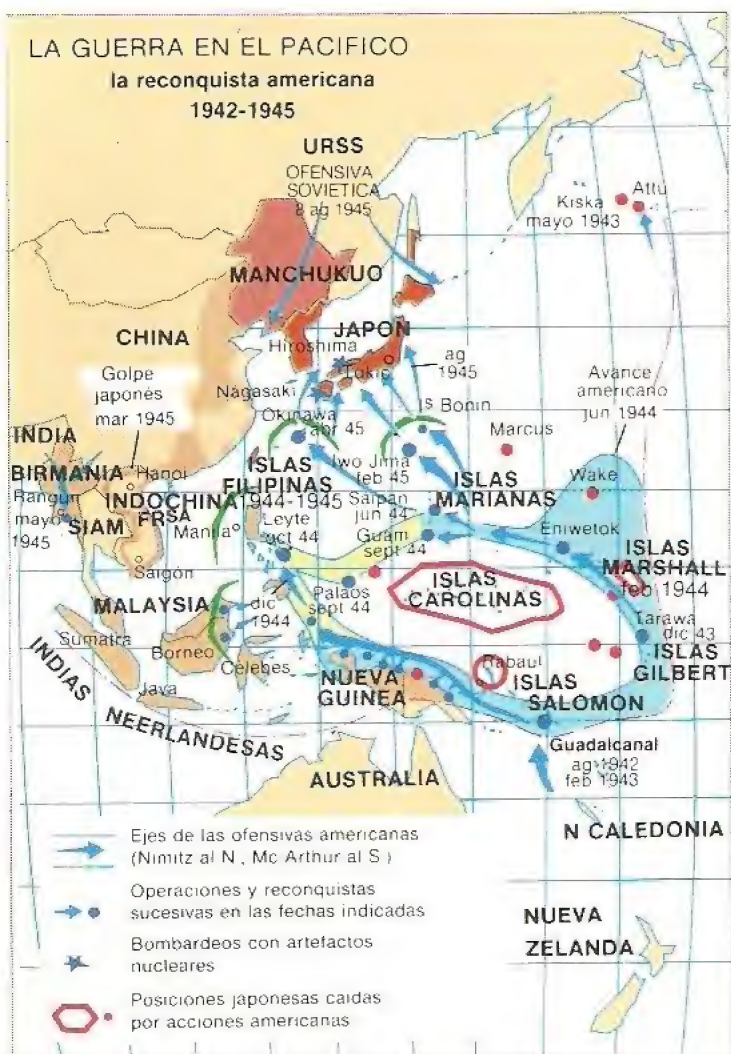 LA GUERRA EN EL PACIFICO
la reconquista americana
1942-1945
URSS
OFENSIVA
SOVIETICA
8 ag 1945
Kiska
mayo 1943
Attu
MANCHUKUO
CHINA
JAPON
Hiroshima
Tokio
ag
1945
Nagasaki
Golpe
japonés
mar 1945
Avance
americano
jun 1944
Okinawa
abr 45
Is Bonin
Marcus
INDIA
BIRMANIA
Hanoi
Rangun
mayo
1945
SIAM
INDOCHINA
FRSA
ISLAS
FILIPINAS
1944-1945
Iwo Jima
feb 45
ISLAS
MARIANAS
Wake
Saipan
jun 44
Manila
Leyte
oct 44
Guam
sept 44
Eniwetok
ISLAS
MARSHALL
feb 1944
Saigón
ISLAS
CAROLINAS
Palaos
sept 44
MALAYSIA
dic
1944
Tarawa
dic 43
ISLAS
GILBERT
Sumatra
Borneo
Célebes
Java
INDIAS
NEERLANDESAS
NUEVA
GUINEA
Rabaul
ISLAS
SALOMON
Guadalcanal
ag 1942
feb 1943
AUSTRALIA
N CALEDONIA
NUEVA
ZELANDA
Ejes de las ofensivas americanas
(Nimitz al N , Mc Arthur al S )
Operaciones y reconquistas
sucesivas en las fechas indicadas
Bombardeos con artefactos
nucleares
Posiciones japonesas caidas
por acciones americanas